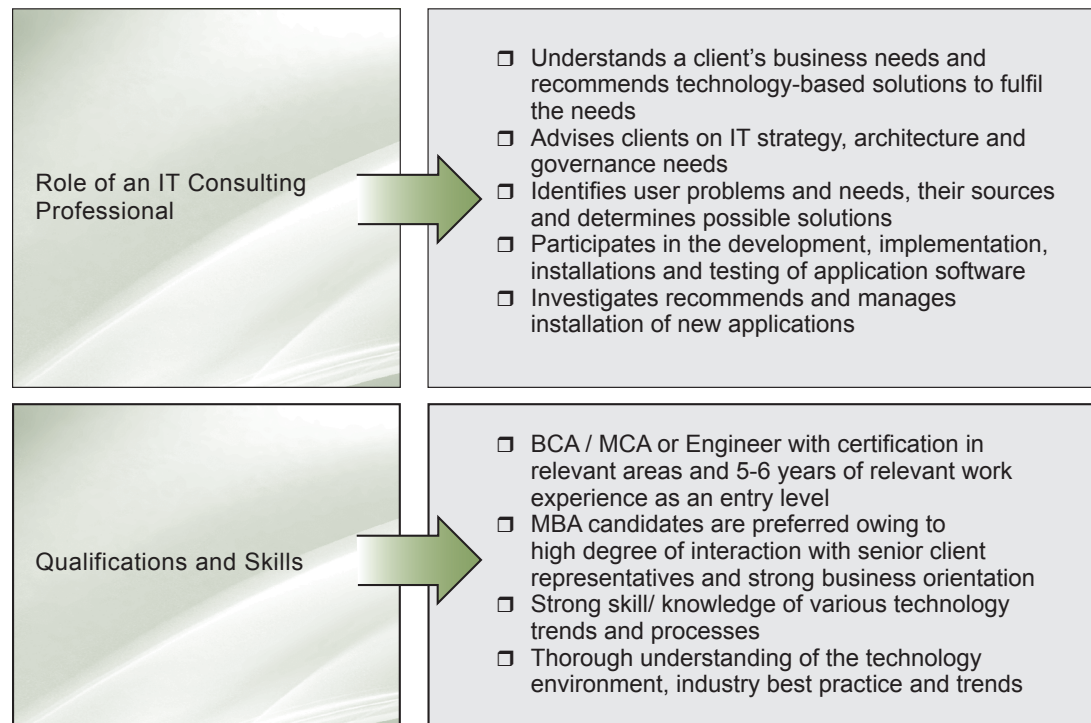 Role of an IT Consulting
Professional
❒ Understands a client’s business needs and
recommends technology-based solutions to fulfil
the needs
❒ Advises clients on IT strategy, architecture and
governance needs
❒ Identifies user problems and needs, their sources
and determines possible solutions
❒ Participates in the development, implementation,
installations and testing of application software
❒ Investigates recommends and manages
installation of new applications
Qualifications and Skills
❒ BCA / MCA or Engineer with certification in
relevant areas and 5-6 years of relevant work
experience as an entry level
❒ MBA candidates are preferred owing to
high degree of interaction with senior client
representatives and strong business orientation
❒ Strong skill/ knowledge of various technology
trends and processes
❒ Thorough understanding of the technology
environment, industry best practice and trends